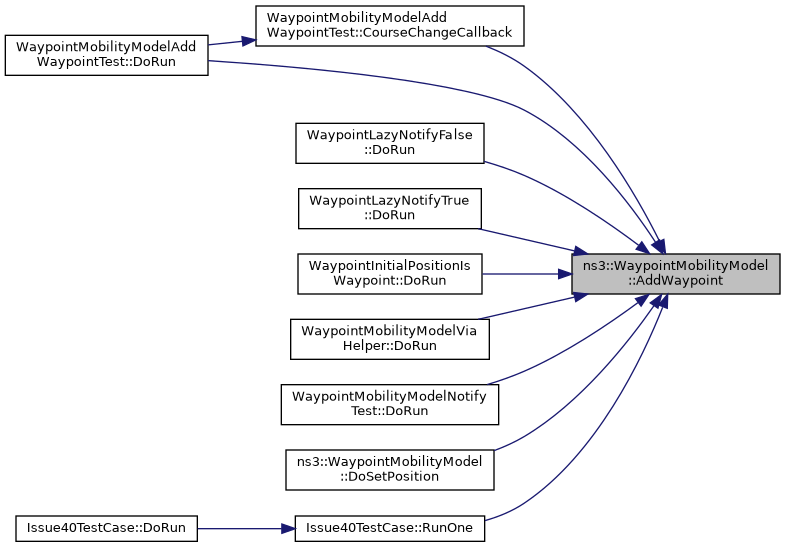 WaypointMobilityModelAdd
WaypointTest::CourseChangeCallback
WaypointMobilityModelAdd
WaypointTest::DoRun
WaypointLazyNotifyFalse
::DoRun
WaypointLazyNotifyTrue
::DoRun
WaypointInitialPositionIs
Waypoint::DoRun
ns3::WaypointMobilityModel
::AddWaypoint
WaypointMobilityModelVia
Helper::DoRun
WaypointMobilityModelNotify
Test::DoRun
ns3::WaypointMobilityModel
::DoSetPosition
Issue40TestCase::DoRun
Issue40TestCase::RunOne